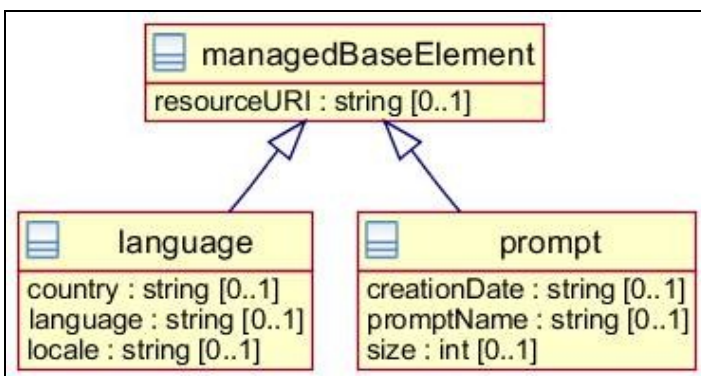 managedBaseElement
resourceURI : string [0..1]
language
country : string [0..1]
language : string [0..1]
locale : string [0..1]
prompt
creationDate : string [0..1]
promptName : string [0..1]
size : int [0..1]